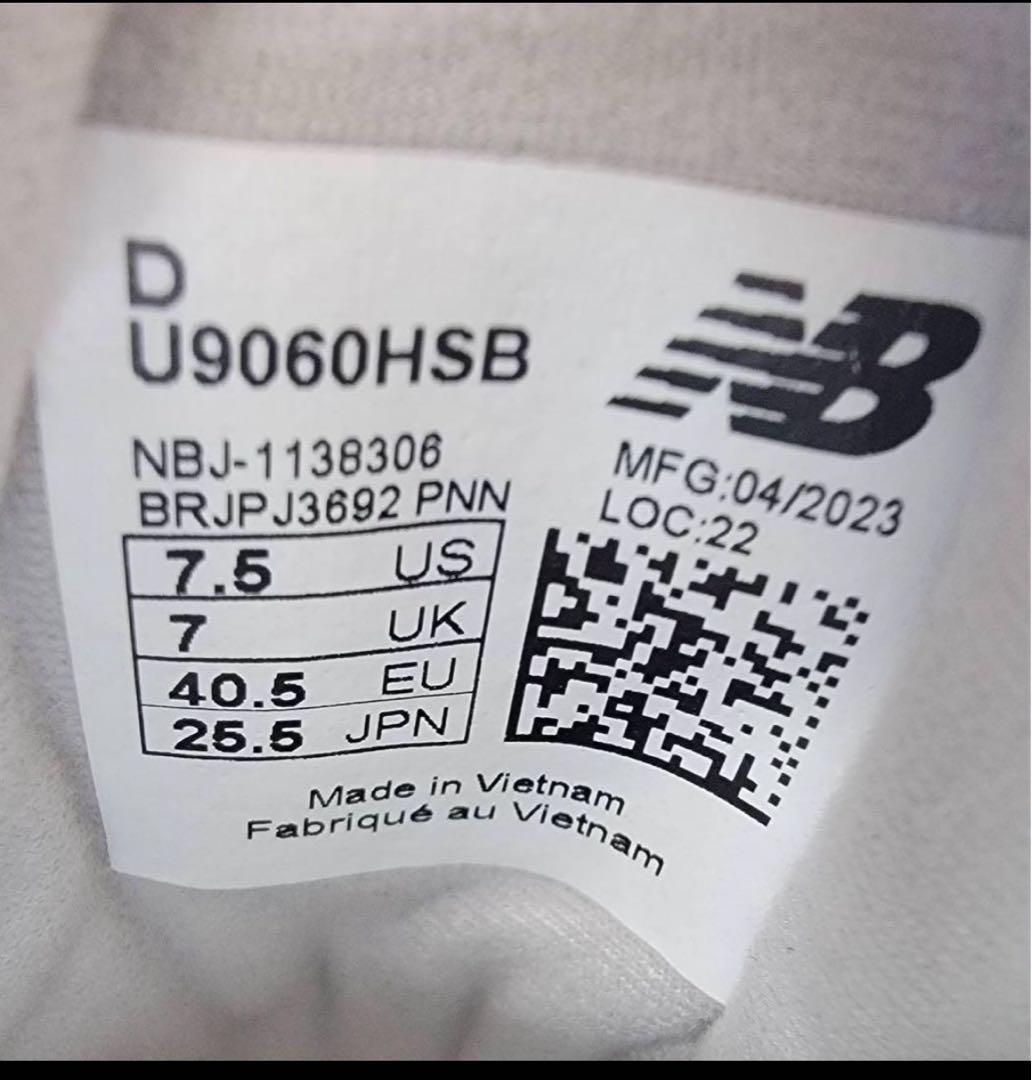 D
U9060HSB
NB
NBJ-1138306
BRJPJ3692 PNN
MFG:04/2023
LOC:22
7.5 US
7 UK
40.5 EU
25.5 JPN
Made in Vietnam
Fabriqué au Vietnam